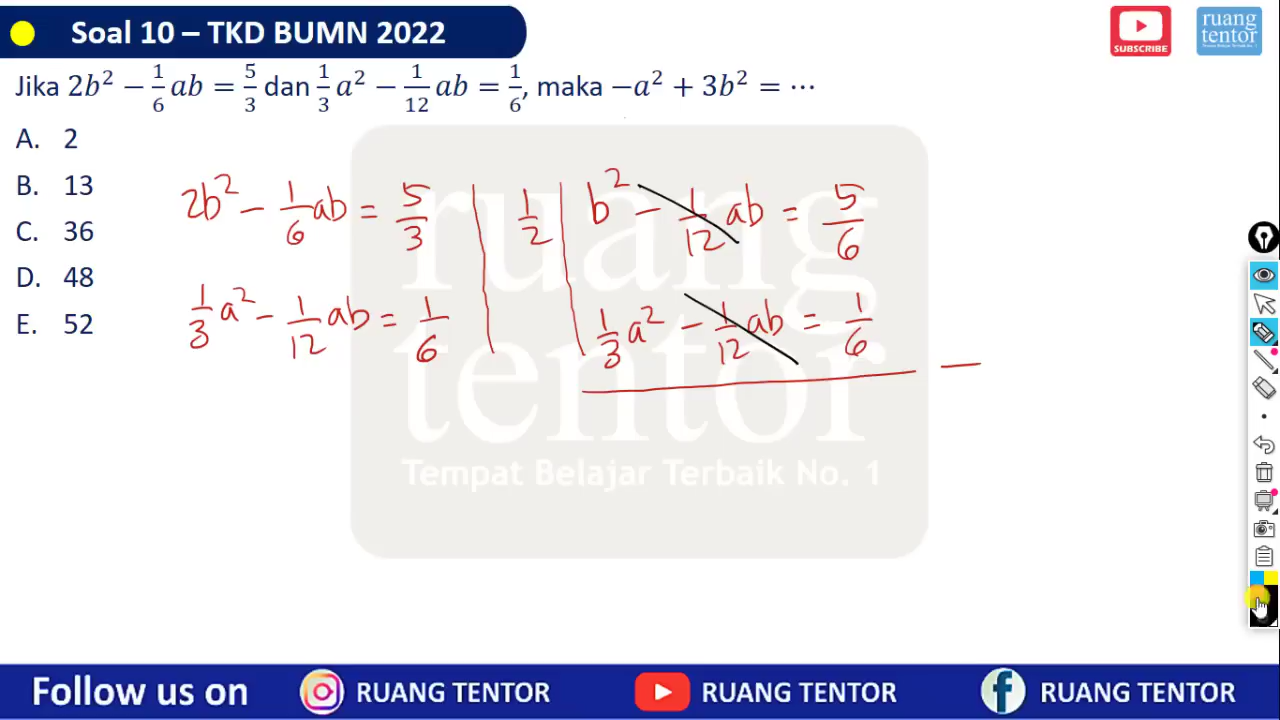 Soal 10 – TKD BUMN 2022
SUBSCRIBE
ruang
tentor
Jika 2b² − 1/6 ab = 5/3 dan 1/3 a² − 1/12 ab = 1/6, maka −a² + 3b² = ⋯
A. 2
B. 13
C. 36
D. 48
E. 52
2b² − 1/6 ab = 5/3 | 1/2 | b² − 1/12 ab = 5/6
1/3 a² − 1/12 ab = 1/6 | | 1/3 a² − 1/12 ab = 1/6 −
ruang
tentor
Tempat Belajar Terbaik No. 1
Follow us on RUANG TENTOR RUANG TENTOR RUANG TENTOR